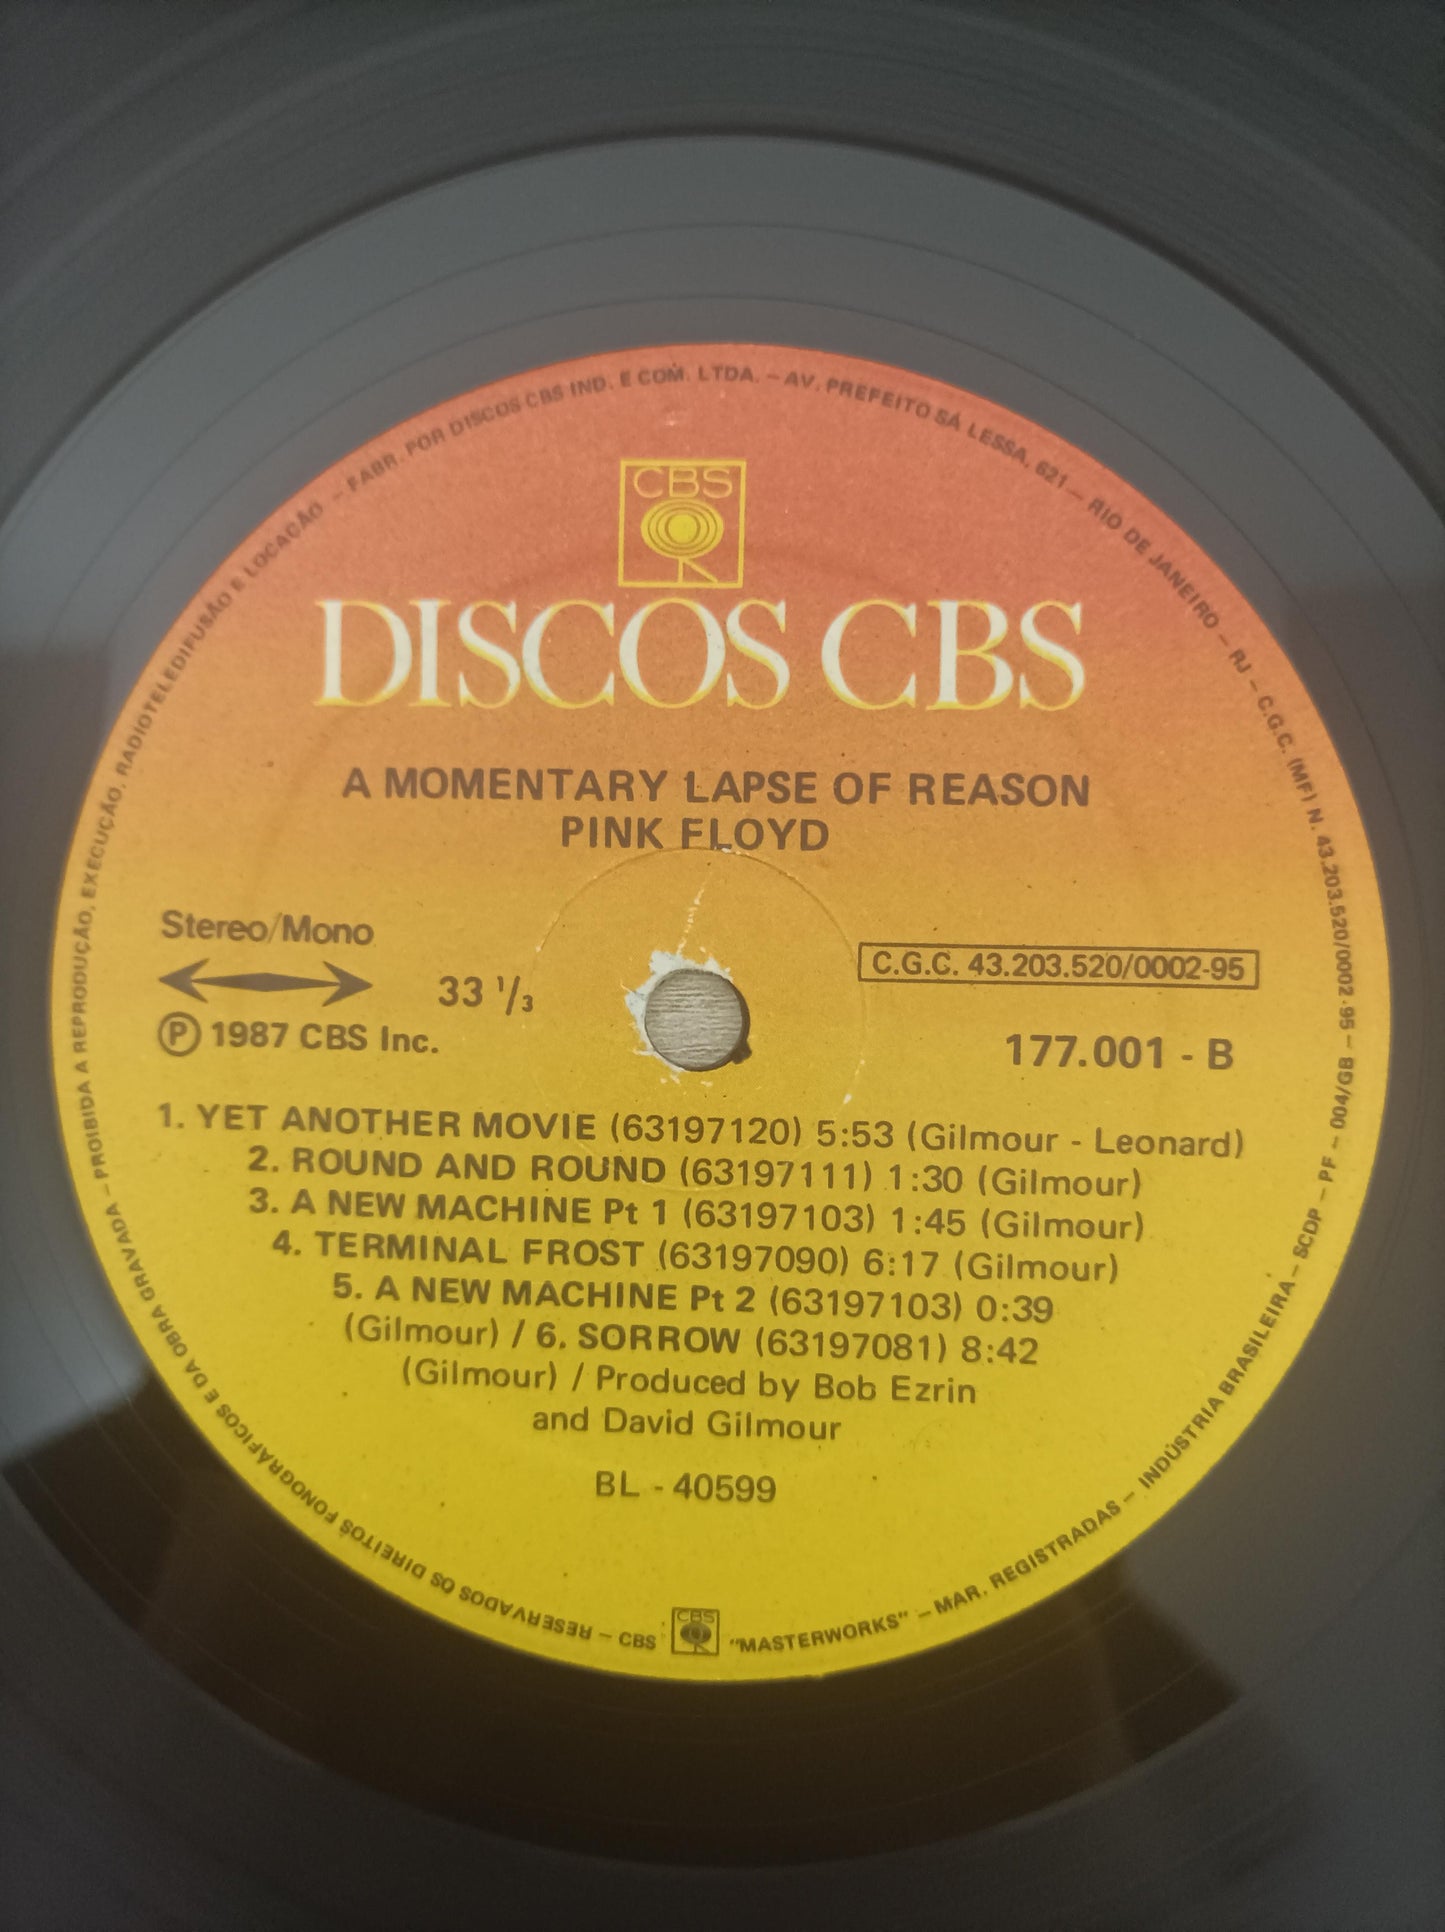 CBS
DISCOS CBS
A MOMENTARY LAPSE OF REASON
PINK FLOYD
Stereo/Mono
33 1/3
Ⓟ 1987 CBS Inc.
C.G.C. 43.203.520/0002-95
177.001 - B
1. YET ANOTHER MOVIE (63197120) 5:53 (Gilmour - Leonard)
2. ROUND AND ROUND (63197111) 1:30 (Gilmour)
3. A NEW MACHINE Pt 1 (63197103) 1:45 (Gilmour)
4. TERMINAL FROST (63197090) 6:17 (Gilmour)
5. A NEW MACHINE Pt 2 (63197103) 0:39
(Gilmour) / 6. SORROW (63197081) 8:42
(Gilmour) / Produced by Bob Ezrin
and David Gilmour
BL - 40599
RESERVADOS OS DIREITOS FONOGRÁFICOS E DA OBRA GRAVADA - PROIBIDA A REPRODUÇÃO, EXECUÇÃO, RADIOTELEDIFUSÃO E LOCAÇÃO - FABR. POR DISCOS CBS IND. E COM. LTDA. - AV. PREFEITO SÁ LESSA, 621 - RIO DE JANEIRO - RJ - C.G.C. (MF) N. 43.203.520/0002-95 - 004/GB - PF - SCDP - INDÚSTRIA BRASILEIRA - MAR. REGISTRADAS - "MASTERWORKS" CBS - CBS